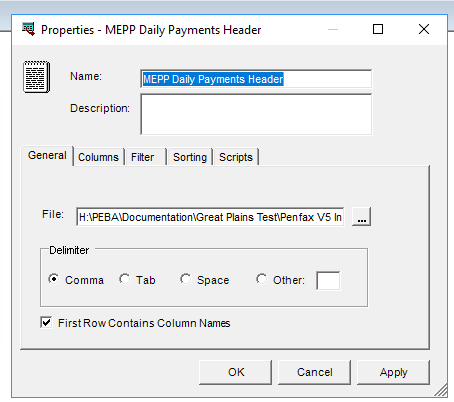 Properties - MEPP Daily Payments Header
Name: MEPP Daily Payments Header
Description:
General Columns Filter Sorting Scripts
File: H:\PEBA\Documentation\Great Plains Test\Penfax V5 In ...
Delimiter
Comma Tab Space Other:
First Row Contains Column Names
OK Cancel Apply